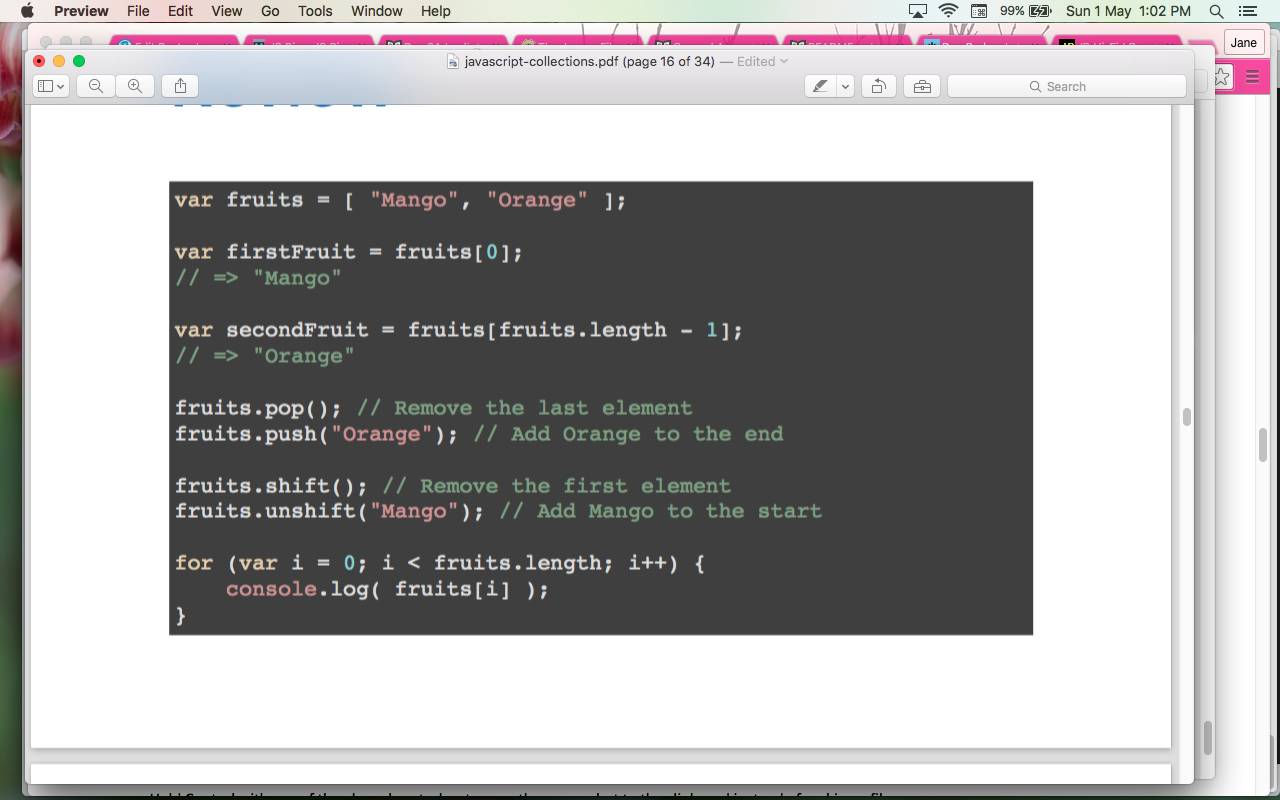 Preview File Edit View Go Tools Window Help 99% Sun 1 May 1:02 PM
Jane
javascript-collections.pdf (page 16 of 34) — Edited
Search
var fruits = [ "Mango", "Orange" ];
var firstFruit = fruits[0];
// => "Mango"
var secondFruit = fruits[fruits.length - 1];
// => "Orange"
fruits.pop(); // Remove the last element
fruits.push("Orange"); // Add Orange to the end
fruits.shift(); // Remove the first element
fruits.unshift("Mango"); // Add Mango to the start
for (var i = 0; i < fruits.length; i++) {
    console.log( fruits[i] );
}